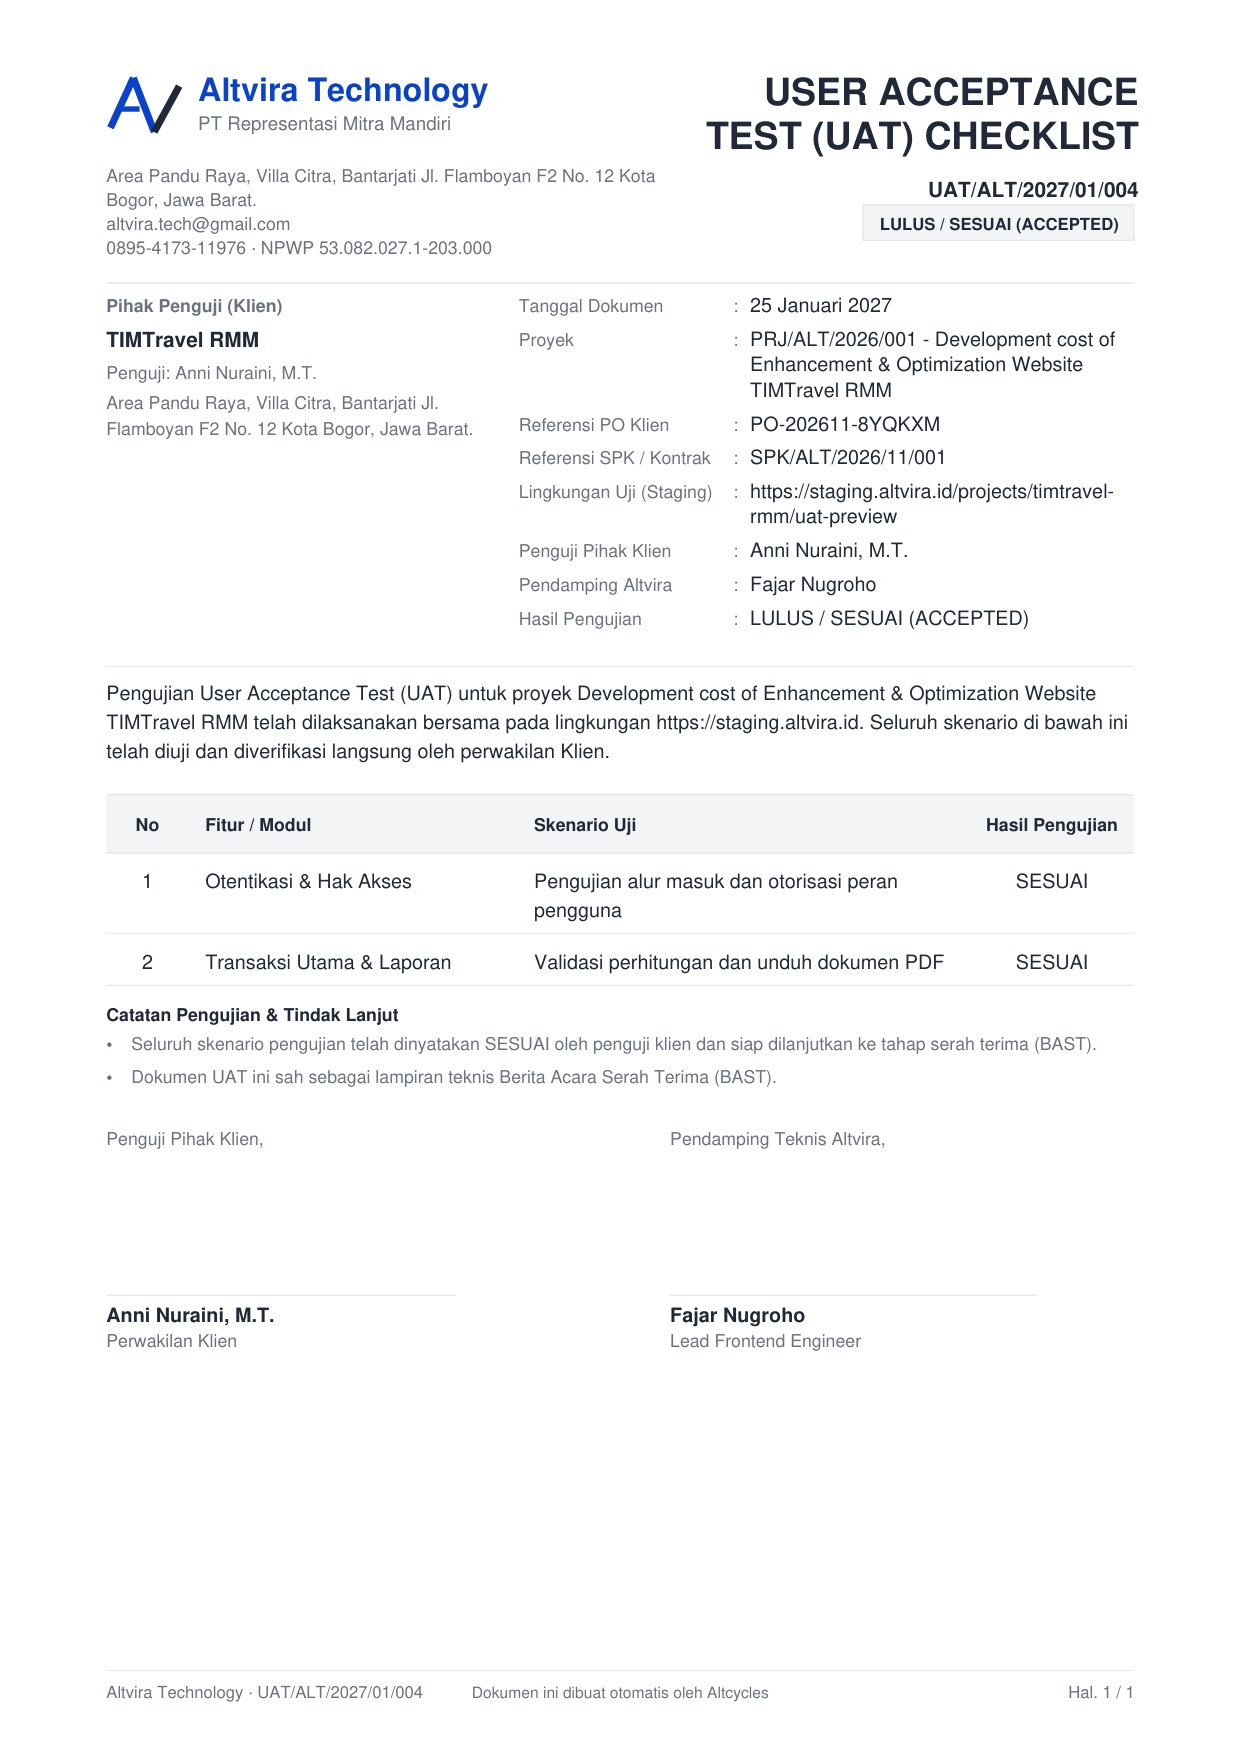 Altvira Technology
PT Representasi Mitra Mandiri
Area Pandu Raya, Villa Citra, Bantarjati Jl. Flamboyan F2 No. 12 Kota
Bogor, Jawa Barat.
altvira.tech@gmail.com
0895-4173-11976 · NPWP 53.082.027.1-203.000
USER ACCEPTANCE
TEST (UAT) CHECKLIST
UAT/ALT/2027/01/004
LULUS / SESUAI (ACCEPTED)
Pihak Penguji (Klien)
TIMTravel RMM
Penguji: Anni Nuraini, M.T.
Area Pandu Raya, Villa Citra, Bantarjati Jl.
Flamboyan F2 No. 12 Kota Bogor, Jawa Barat.
Tanggal Dokumen : 25 Januari 2027
Proyek : PRJ/ALT/2026/001 - Development cost of
Enhancement & Optimization Website
TIMTravel RMM
Referensi PO Klien : PO-202611-8YQKXM
Referensi SPK / Kontrak : SPK/ALT/2026/11/001
Lingkungan Uji (Staging) : https://staging.altvira.id/projects/timtravel-
rmm/uat-preview
Penguji Pihak Klien : Anni Nuraini, M.T.
Pendamping Altvira : Fajar Nugroho
Hasil Pengujian : LULUS / SESUAI (ACCEPTED)
Pengujian User Acceptance Test (UAT) untuk proyek Development cost of Enhancement & Optimization Website
TIMTravel RMM telah dilaksanakan bersama pada lingkungan https://staging.altvira.id. Seluruh skenario di bawah ini
telah diuji dan diverifikasi langsung oleh perwakilan Klien.
No Fitur / Modul Skenario Uji Hasil Pengujian
1 Otentikasi & Hak Akses Pengujian alur masuk dan otorisasi peran SESUAI
pengguna
2 Transaksi Utama & Laporan Validasi perhitungan dan unduh dokumen PDF SESUAI
Catatan Pengujian & Tindak Lanjut
• Seluruh skenario pengujian telah dinyatakan SESUAI oleh penguji klien dan siap dilanjutkan ke tahap serah terima (BAST).
• Dokumen UAT ini sah sebagai lampiran teknis Berita Acara Serah Terima (BAST).
Penguji Pihak Klien, Pendamping Teknis Altvira,
Anni Nuraini, M.T. Fajar Nugroho
Perwakilan Klien Lead Frontend Engineer
Altvira Technology · UAT/ALT/2027/01/004 Dokumen ini dibuat otomatis oleh Altcycles Hal. 1 / 1